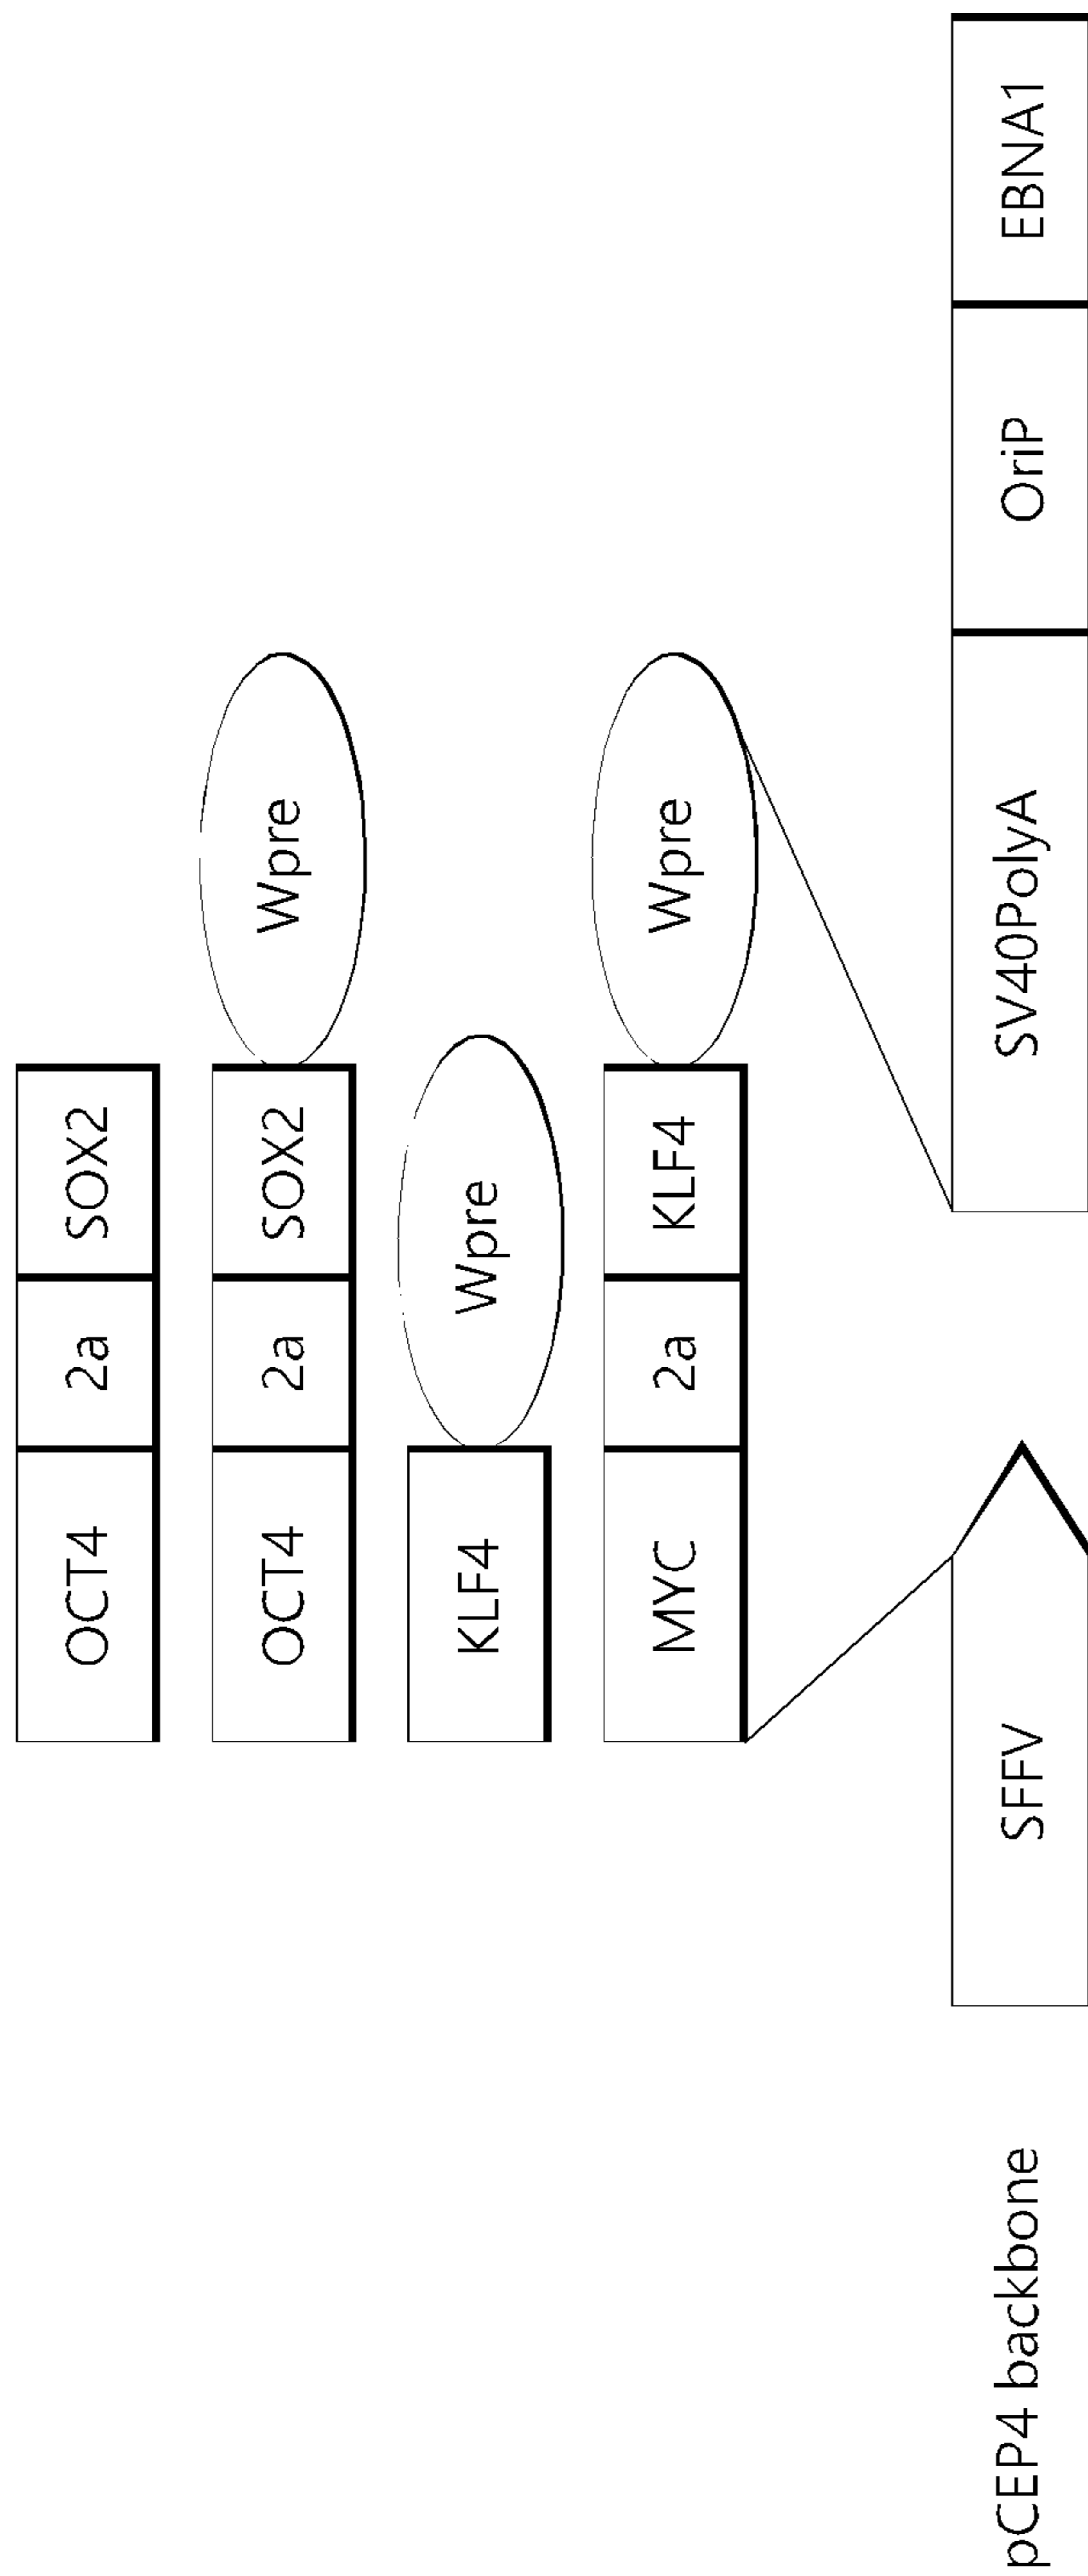 OCT4 2a SOX2
OCT4 2a SOX2 Wpre
KLF4 Wpre
MYC 2a KLF4 Wpre
pCEP4 backbone SFFV SV40PolyA OriP EBNA1